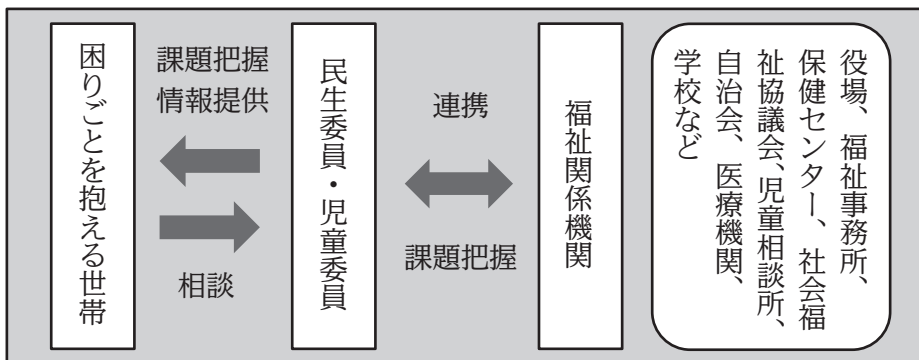 困りごとを抱える世帯
課題把握
情報提供
相談
民生委員・児童委員
連携
課題把握
福祉関係機関
役場、福祉事務所、
保健センター、社会福
祉協議会、児童相談所、
自治会、医療機関、
学校など